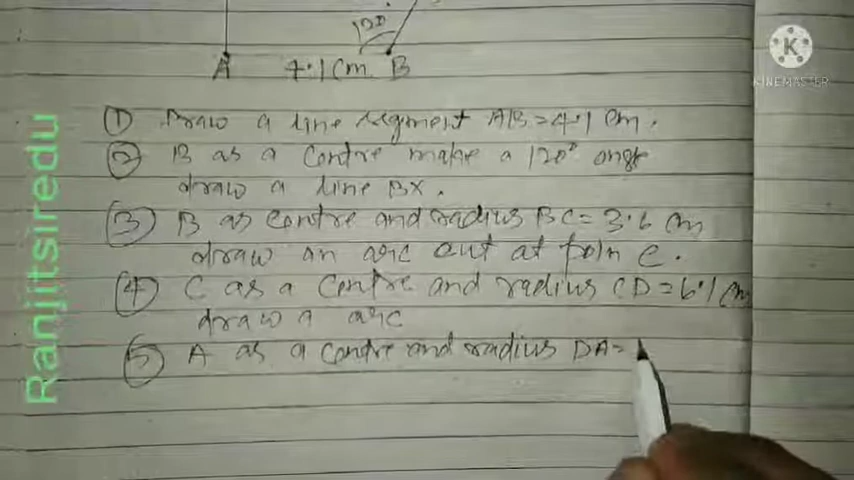 120
A 4.1 cm. B
① Draw a line segment AB = 4.1 cm.
② B as a Centre make a 120° angle
draw a line BX.
③ B as centre and radius BC = 3.6 cm
draw an arc cut at poin C.
④ C as a Centre and radius CD = 6.1 cm
draw a arc
⑤ A as a centre and radius DA =
Ranjitsiredu
K
KINEMASTER